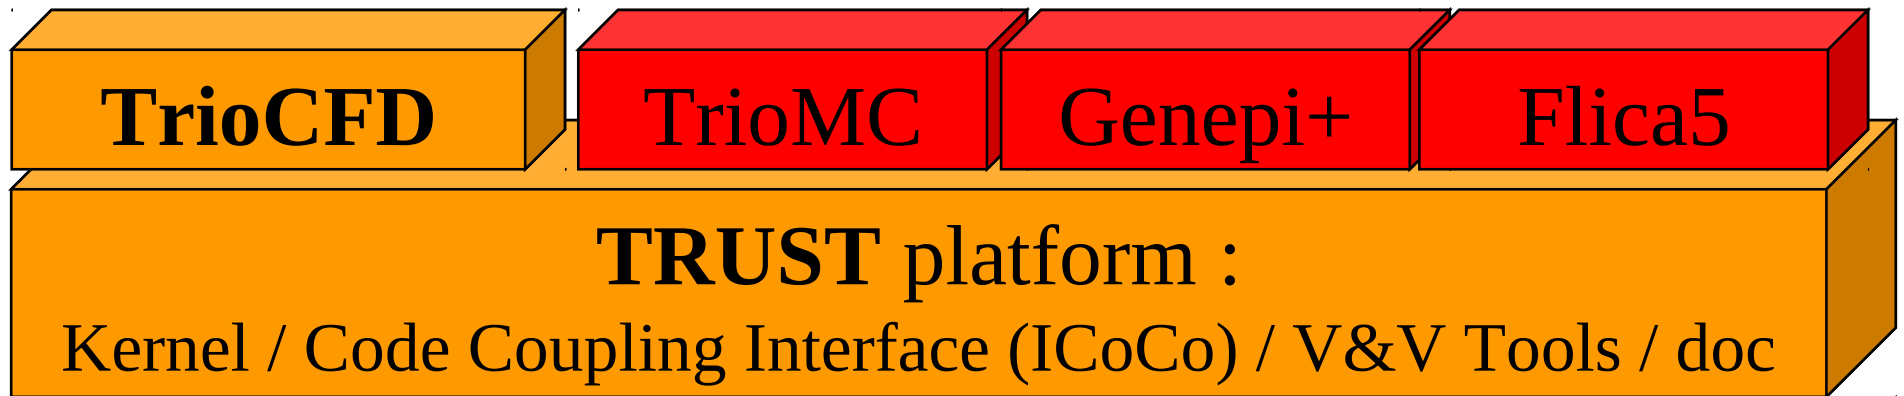 TrioCFD TrioMC Genepi+ Flica5
TRUST platform :
Kernel / Code Coupling Interface (ICoCo) / V&V Tools / doc